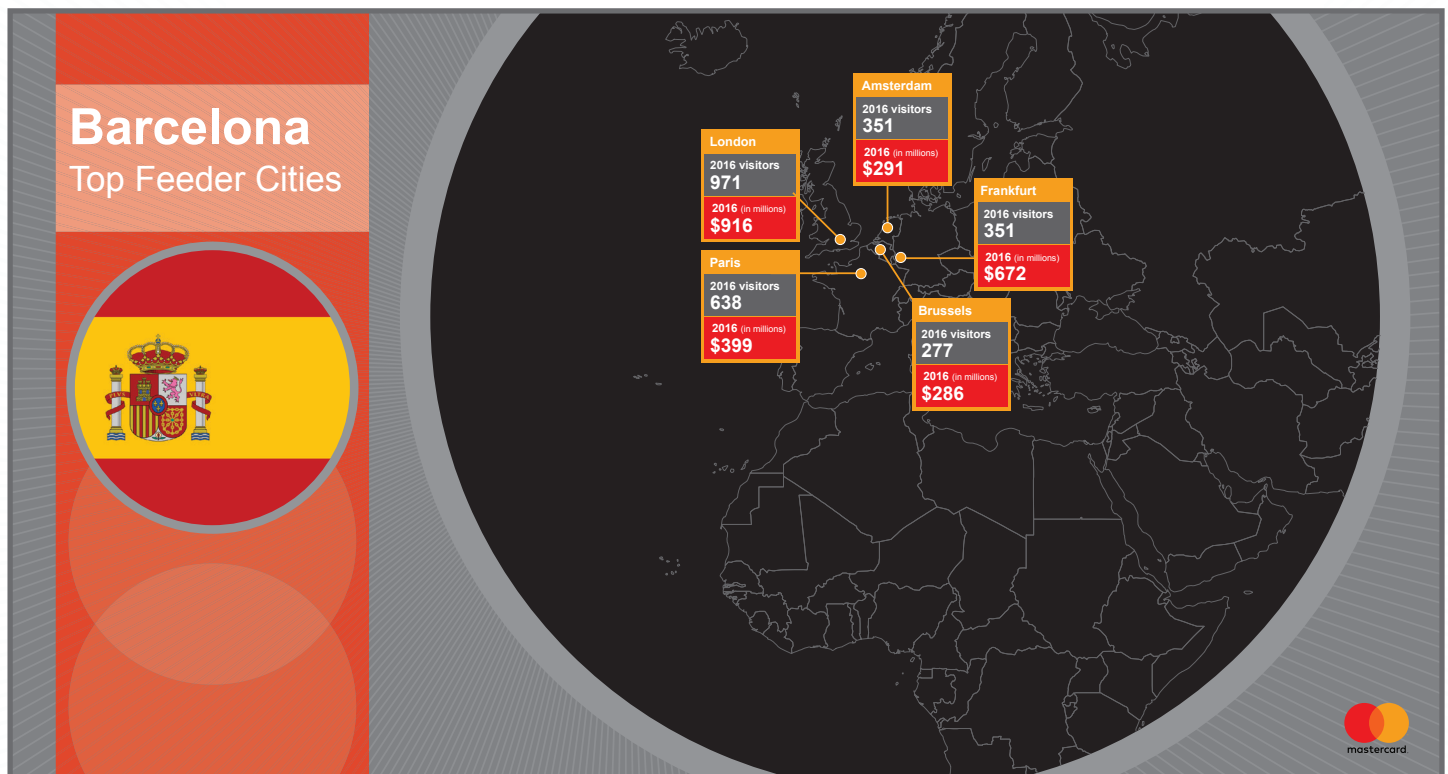 Barcelona
Top Feeder Cities
Amsterdam
2016 visitors
351
2016 (in millions)
$291
London
2016 visitors
971
2016 (in millions)
$916
Frankfurt
2016 visitors
351
2016 (in millions)
$672
Paris
2016 visitors
638
2016 (in millions)
$399
Brussels
2016 visitors
277
2016 (in millions)
$286
PLVS VLTRA
mastercard